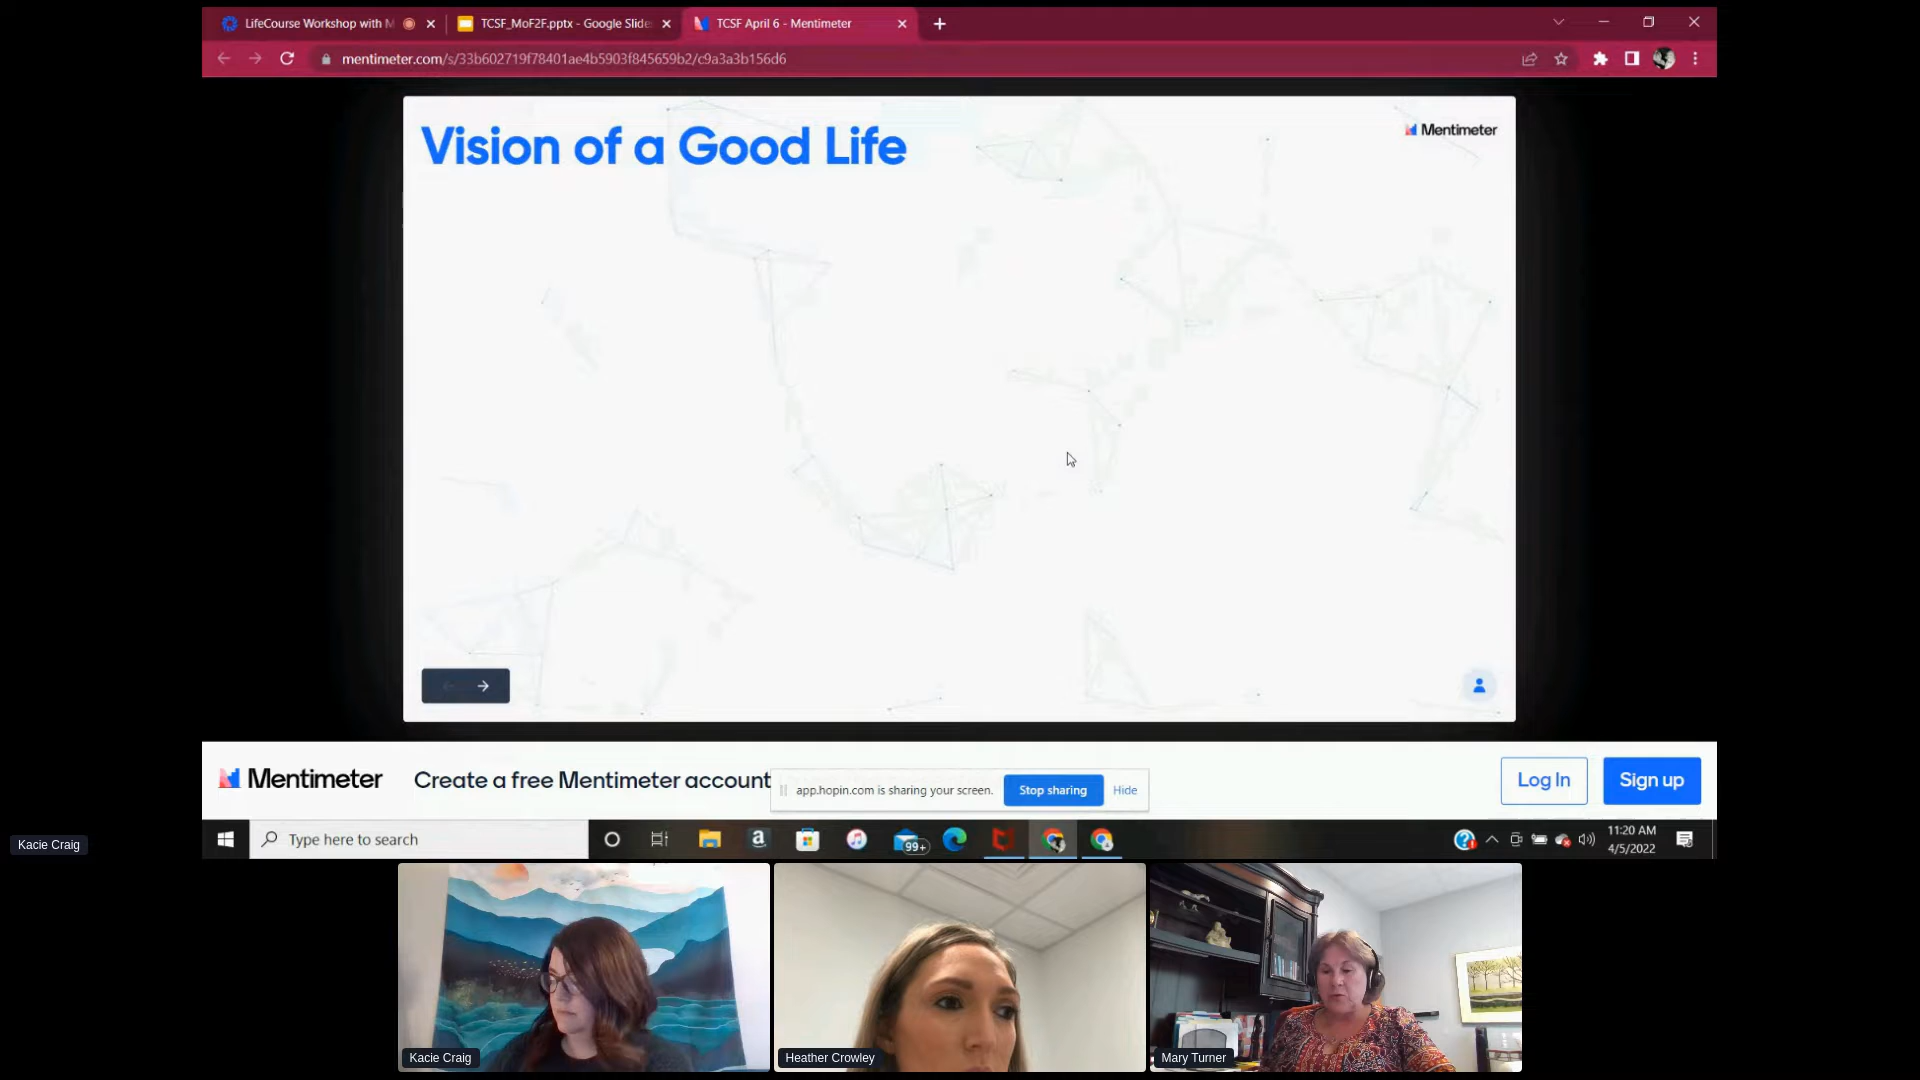 LifeCourse Workshop with M
TCSF_MoF2F.pptx - Google Slide
TCSF April 6 - Mentimeter
mentimeter.com/s/33b602719f78401ae4b5903f845659b2/c9a3a3b156d6
Vision of a Good Life
Mentimeter
Mentimeter
Create a free Mentimeter account
app.hopin.com is sharing your screen.
Stop sharing
Hide
Log In
Sign up
Type here to search
99+
11:20 AM
4/5/2022
Kacie Craig
Kacie Craig
Heather Crowley
Mary Turner